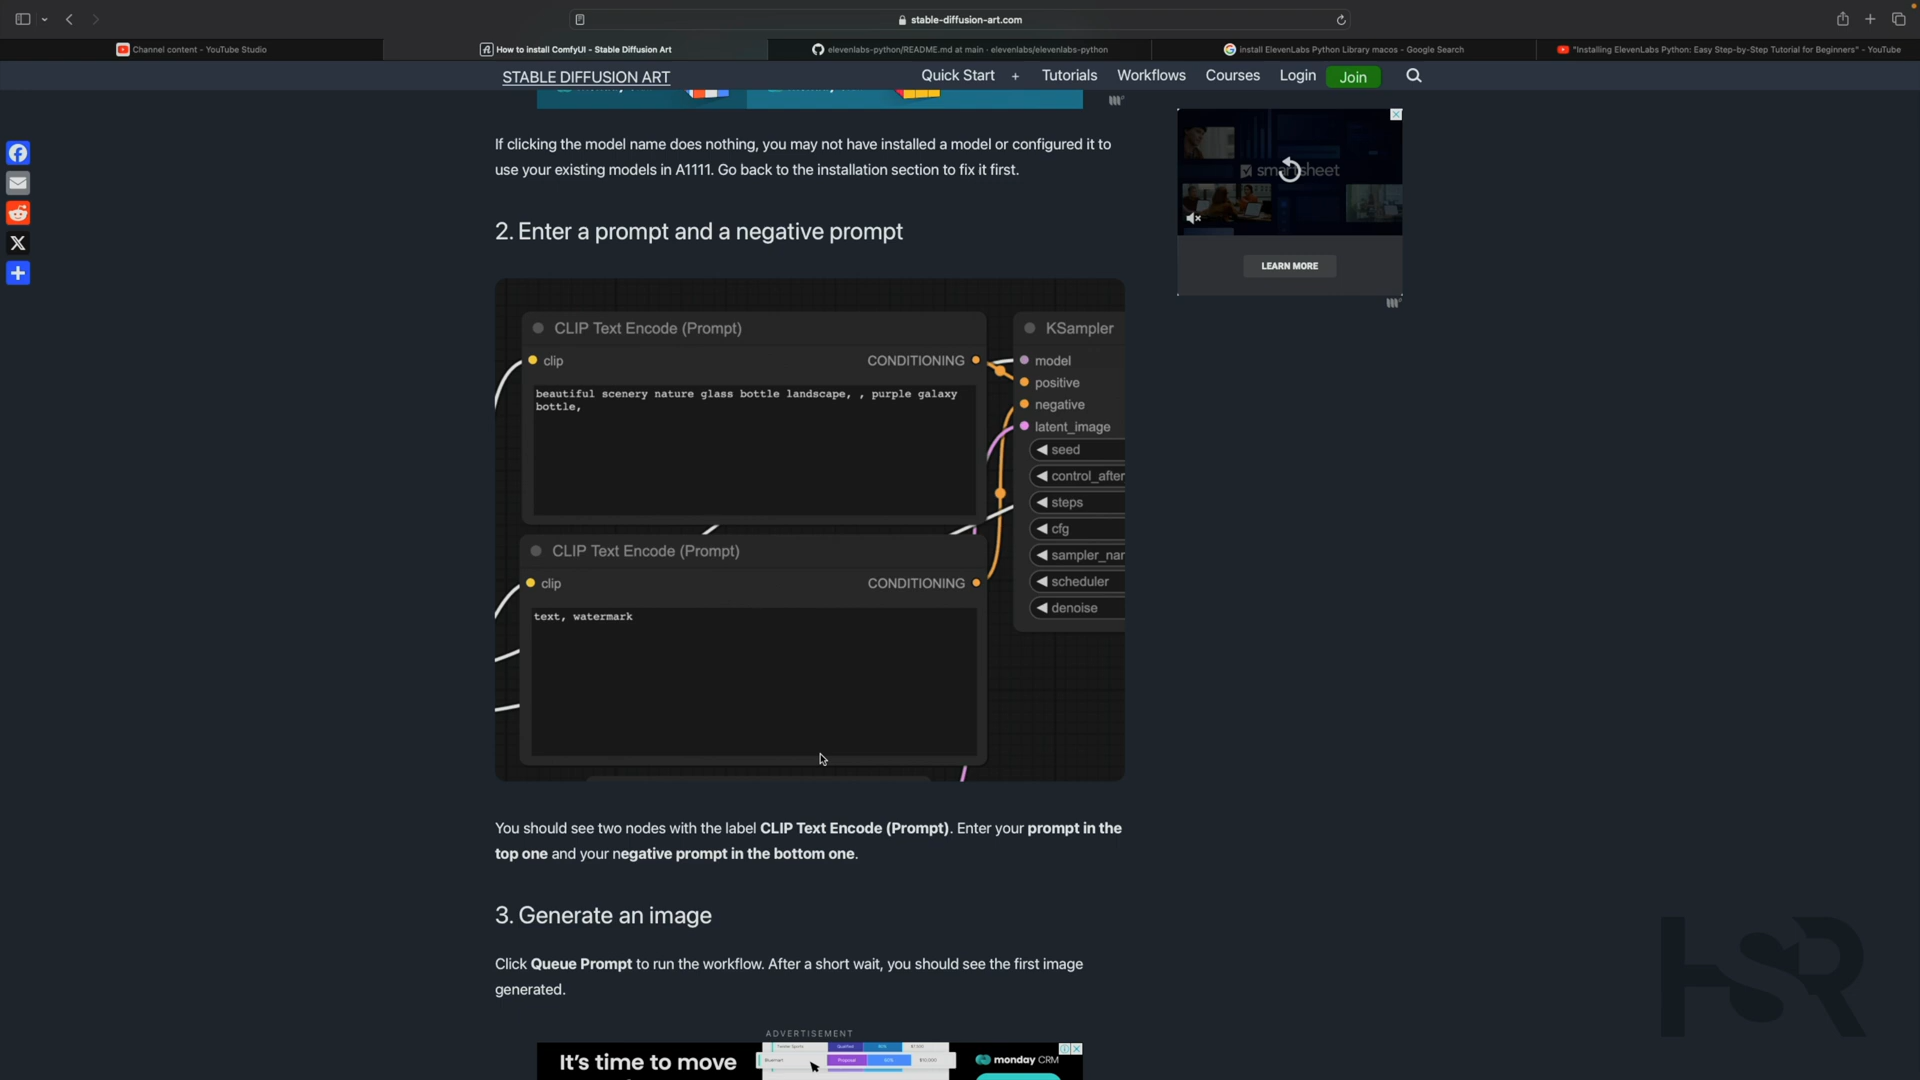 stable-diffusion-art.com
Channel content - YouTube Studio
How to install ComfyUI - Stable Diffusion Art
elevenlabs-python/README.md at main · elevenlabs/elevenlabs-python
install ElevenLabs Python Library macos - Google Search
"Installing ElevenLabs Python: Easy Step-by-Step Tutorial for Beginners" - YouTube
STABLE DIFFUSION ART
Quick Start +
Tutorials
Workflows
Courses
Login
Join
If clicking the model name does nothing, you may not have installed a model or configured it to
use your existing models in A1111. Go back to the installation section to fix it first.
smartsheet
LEARN MORE
2. Enter a prompt and a negative prompt
CLIP Text Encode (Prompt)
clip
CONDITIONING
beautiful scenery nature glass bottle landscape, , purple galaxy
bottle,
KSampler
model
positive
negative
latent_image
seed
control_after
steps
cfg
sampler_nar
scheduler
denoise
CLIP Text Encode (Prompt)
clip
CONDITIONING
text, watermark
You should see two nodes with the label CLIP Text Encode (Prompt). Enter your prompt in the
top one and your negative prompt in the bottom one.
3. Generate an image
Click Queue Prompt to run the workflow. After a short wait, you should see the first image
generated.
ADVERTISEMENT
It's time to move
monday CRM
HSR